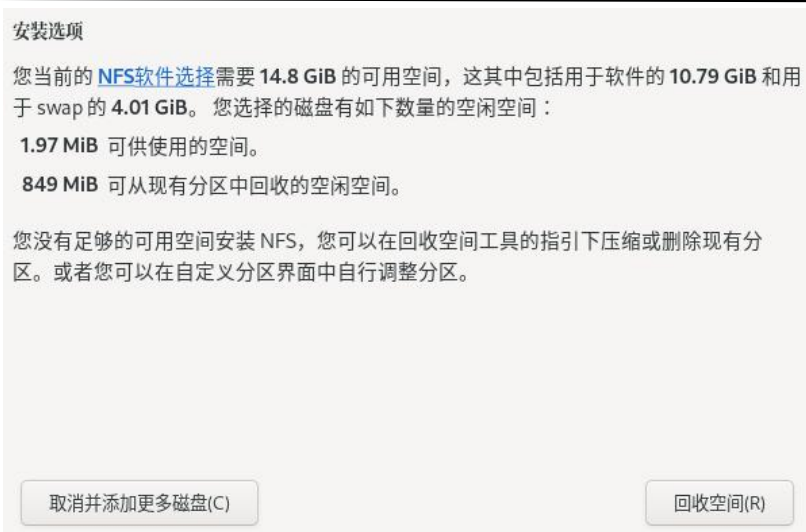 安装选项
您当前的 NFS软件选择需要 14.8 GiB 的可用空间，这其中包括用于软件的 10.79 GiB 和用
于 swap 的 4.01 GiB。 您选择的磁盘有如下数量的空闲空间：
1.97 MiB 可供使用的空间。
849 MiB 可从现有分区中回收的空闲空间。
您没有足够的可用空间安装 NFS，您可以在回收空间工具的指引下压缩或删除现有分
区。或者您可以在自定义分区界面中自行调整分区。
取消并添加更多磁盘(C)
回收空间(R)